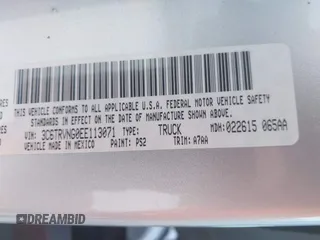 THIS VEHICLE CONFORMS TO ALL APPLICABLE U.S.A. FEDERAL MOTOR VEHICLE SAFETY
STANDARDS IN EFFECT ON THE DATE OF MANUFACTURE SHOWN ABOVE.
VIN: 3C6TRVNG0EE113071 TYPE: TRUCK MDH: 022615 065AA
MADE IN MEXICO PAINT: PS2 TRIM: A7AA
DREAMBID